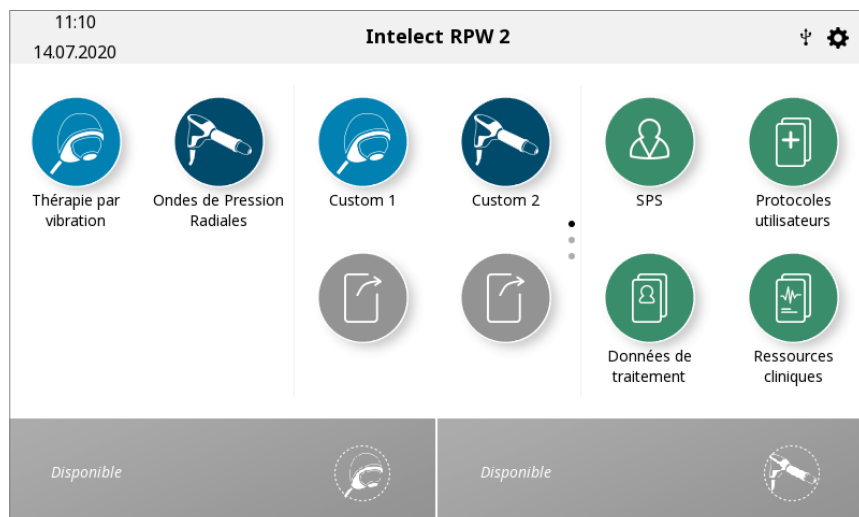 11:10
14.07.2020
Intelect RPW 2
Thérapie par
vibration
Ondes de Pression
Radiales
Custom 1
Custom 2
SPS
Protocoles
utilisateurs
Données de
traitement
Ressources
cliniques
Disponible
Disponible